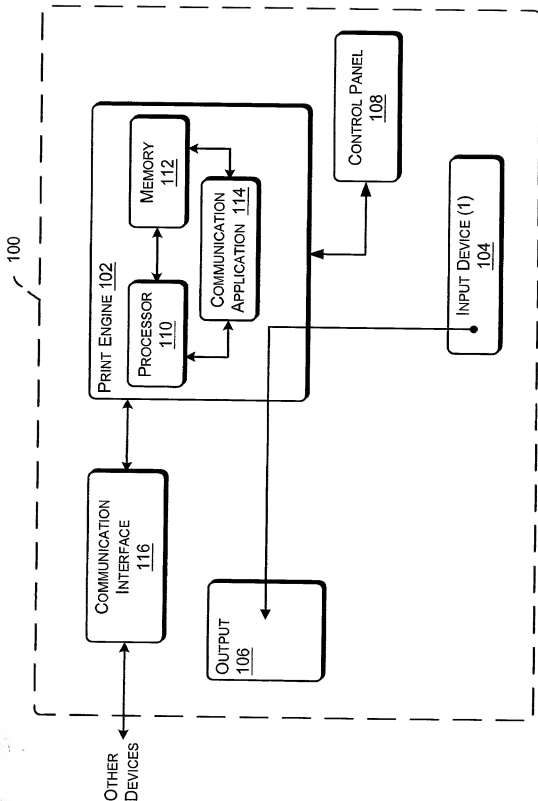 100
PRINT ENGINE 102
PROCESSOR
110
MEMORY
112
COMMUNICATION
APPLICATION 114
CONTROL PANEL
108
COMMUNICATION
INTERFACE
116
OTHER
DEVICES
OUTPUT
106
INPUT DEVICE (1)
104